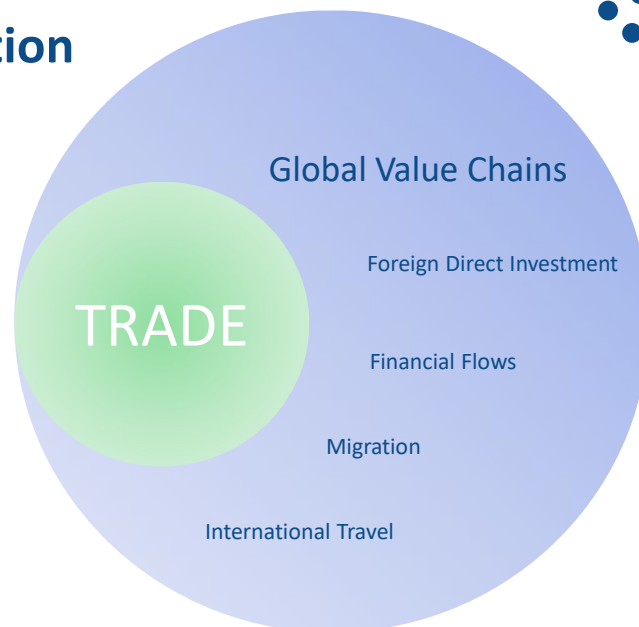 tion
Global Value Chains
Foreign Direct Investment
TRADE
Financial Flows
Migration
International Travel